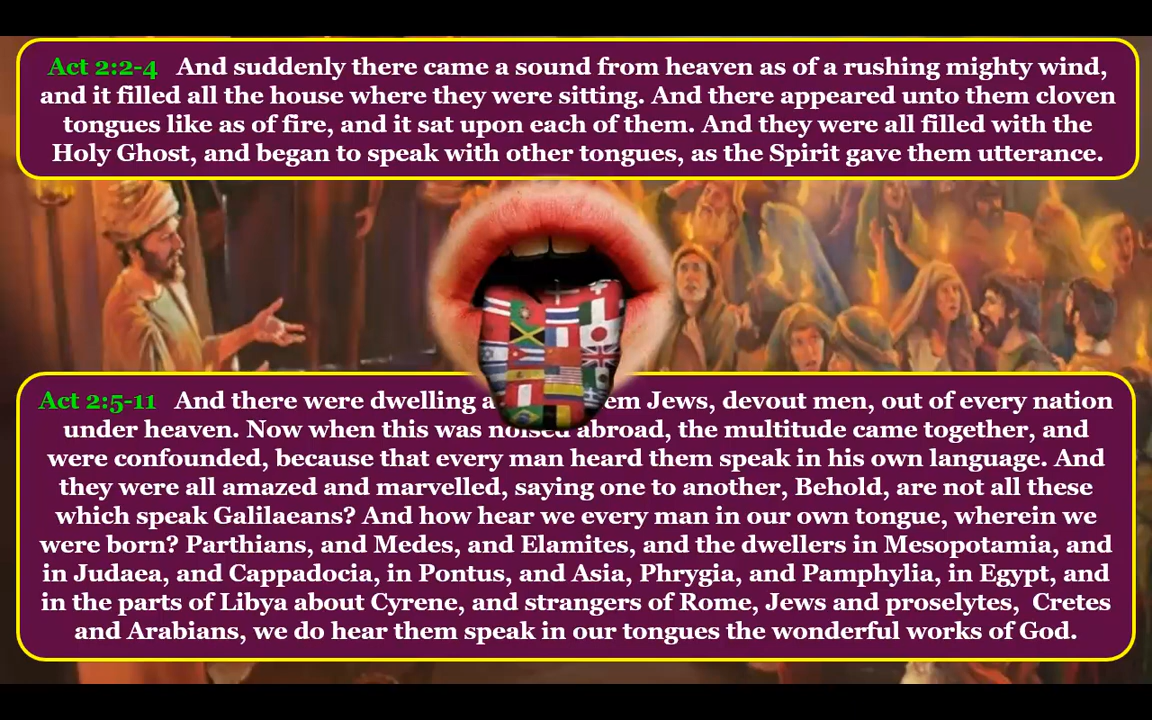 Act 2:2-4 And suddenly there came a sound from heaven as of a rushing mighty wind,
and it filled all the house where they were sitting. And there appeared unto them cloven
tongues like as of fire, and it sat upon each of them. And they were all filled with the
Holy Ghost, and began to speak with other tongues, as the Spirit gave them utterance.
Act 2:5-11 And there were dwelling a em Jews, devout men, out of every nation
under heaven. Now when this was noised abroad, the multitude came together, and
were confounded, because that every man heard them speak in his own language. And
they were all amazed and marvelled, saying one to another, Behold, are not all these
which speak Galilaeans? And how hear we every man in our own tongue, wherein we
were born? Parthians, and Medes, and Elamites, and the dwellers in Mesopotamia, and
in Judaea, and Cappadocia, in Pontus, and Asia, Phrygia, and Pamphylia, in Egypt, and
in the parts of Libya about Cyrene, and strangers of Rome, Jews and proselytes, Cretes
and Arabians, we do hear them speak in our tongues the wonderful works of God.